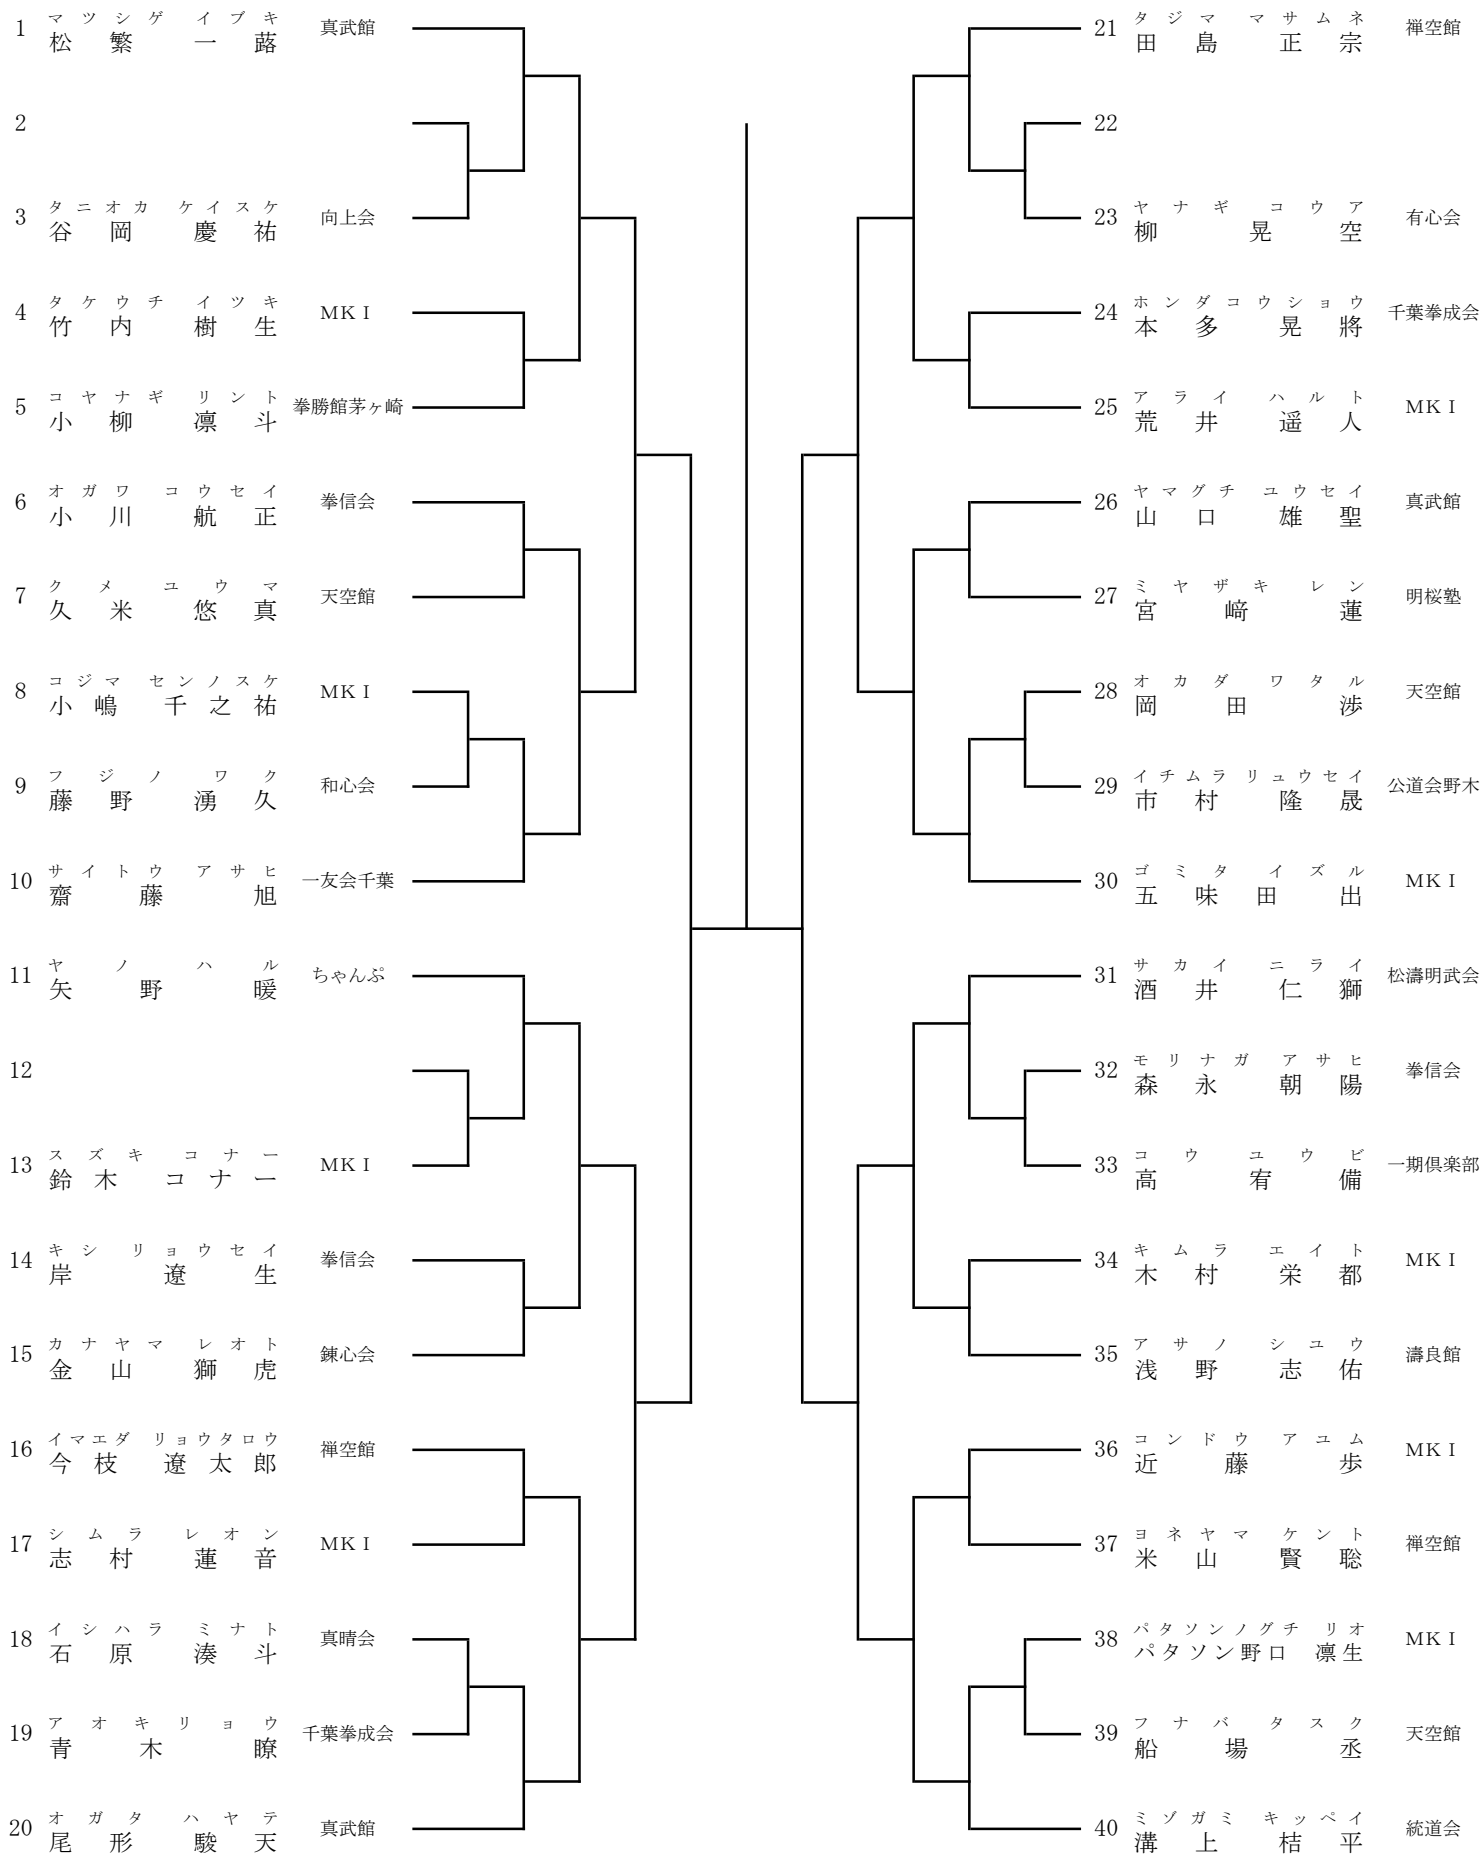 マツシゲ イブキ
1 松繁 一蕗 真武館
2
タニオカ ケイスケ
3 谷岡 慶祐 向上会
タケウチ イツキ
4 竹内 樹生 MKI
コヤナギ リント
5 小柳 凛斗 拳勝館茅ヶ崎
オガワ コウセイ
6 小川 航正 拳信会
クメ ユウマ
7 久米 悠真 天空館
コジマ センノスケ
8 小嶋 千之祐 MKI
フジノ ワク
9 藤野 湧久 和心会
サイトウ アサヒ
10 齋藤 旭 一友会千葉
ヤノ ハル
11 矢野 暖 ちゃんぷ
12
スズキ コナー
13 鈴木 コナー MKI
キシ リョウセイ
14 岸 遼生 拳信会
カナヤマ レオト
15 金山 獅虎 錬心会
イマエダ リョウタロウ
16 今枝 遼太郎 禅空館
シムラ レオン
17 志村 蓮音 MKI
イシハラ ミナト
18 石原 湊斗 真晴会
アオキ リョウ
19 青木 瞭 千葉拳成会
オガタ ハヤテ
20 尾形 駿天 真武館
タジマ マサムネ
21 田島 正宗 禅空館
22
ヤナギ コウア
23 柳 晃空 有心会
ホンダ コウショウ
24 本多 晃將 千葉拳成会
アライ ハルト
25 荒井 遥人 MKI
ヤマグチ ユウセイ
26 山口 雄聖 真武館
ミヤザキ レン
27 宮﨑 蓮 明桜塾
オカダ ワタル
28 岡田 渉 天空館
イチムラ リュウセイ
29 市村 隆晟 公道会野木
ゴミタ イズル
30 五味田 出 MKI
サカイ ニライ
31 酒井 仁獅 松濤明武会
モリナガ アサヒ
32 森永 朝陽 拳信会
コウ ユウビ
33 高 宥備 一期倶楽部
キムラ エイト
34 木村 栄都 MKI
アサノ シユウ
35 浅野 志佑 濤良館
コンドウ アユム
36 近藤 歩 MKI
ヨネヤマ ケント
37 米山 賢聡 禅空館
パタソンノグチ リオ
38 パタソン野口 凛生 MKI
フナバ タスク
39 船場 丞 天空館
ミゾガミ キッペイ
40 溝上 桔平 統道会